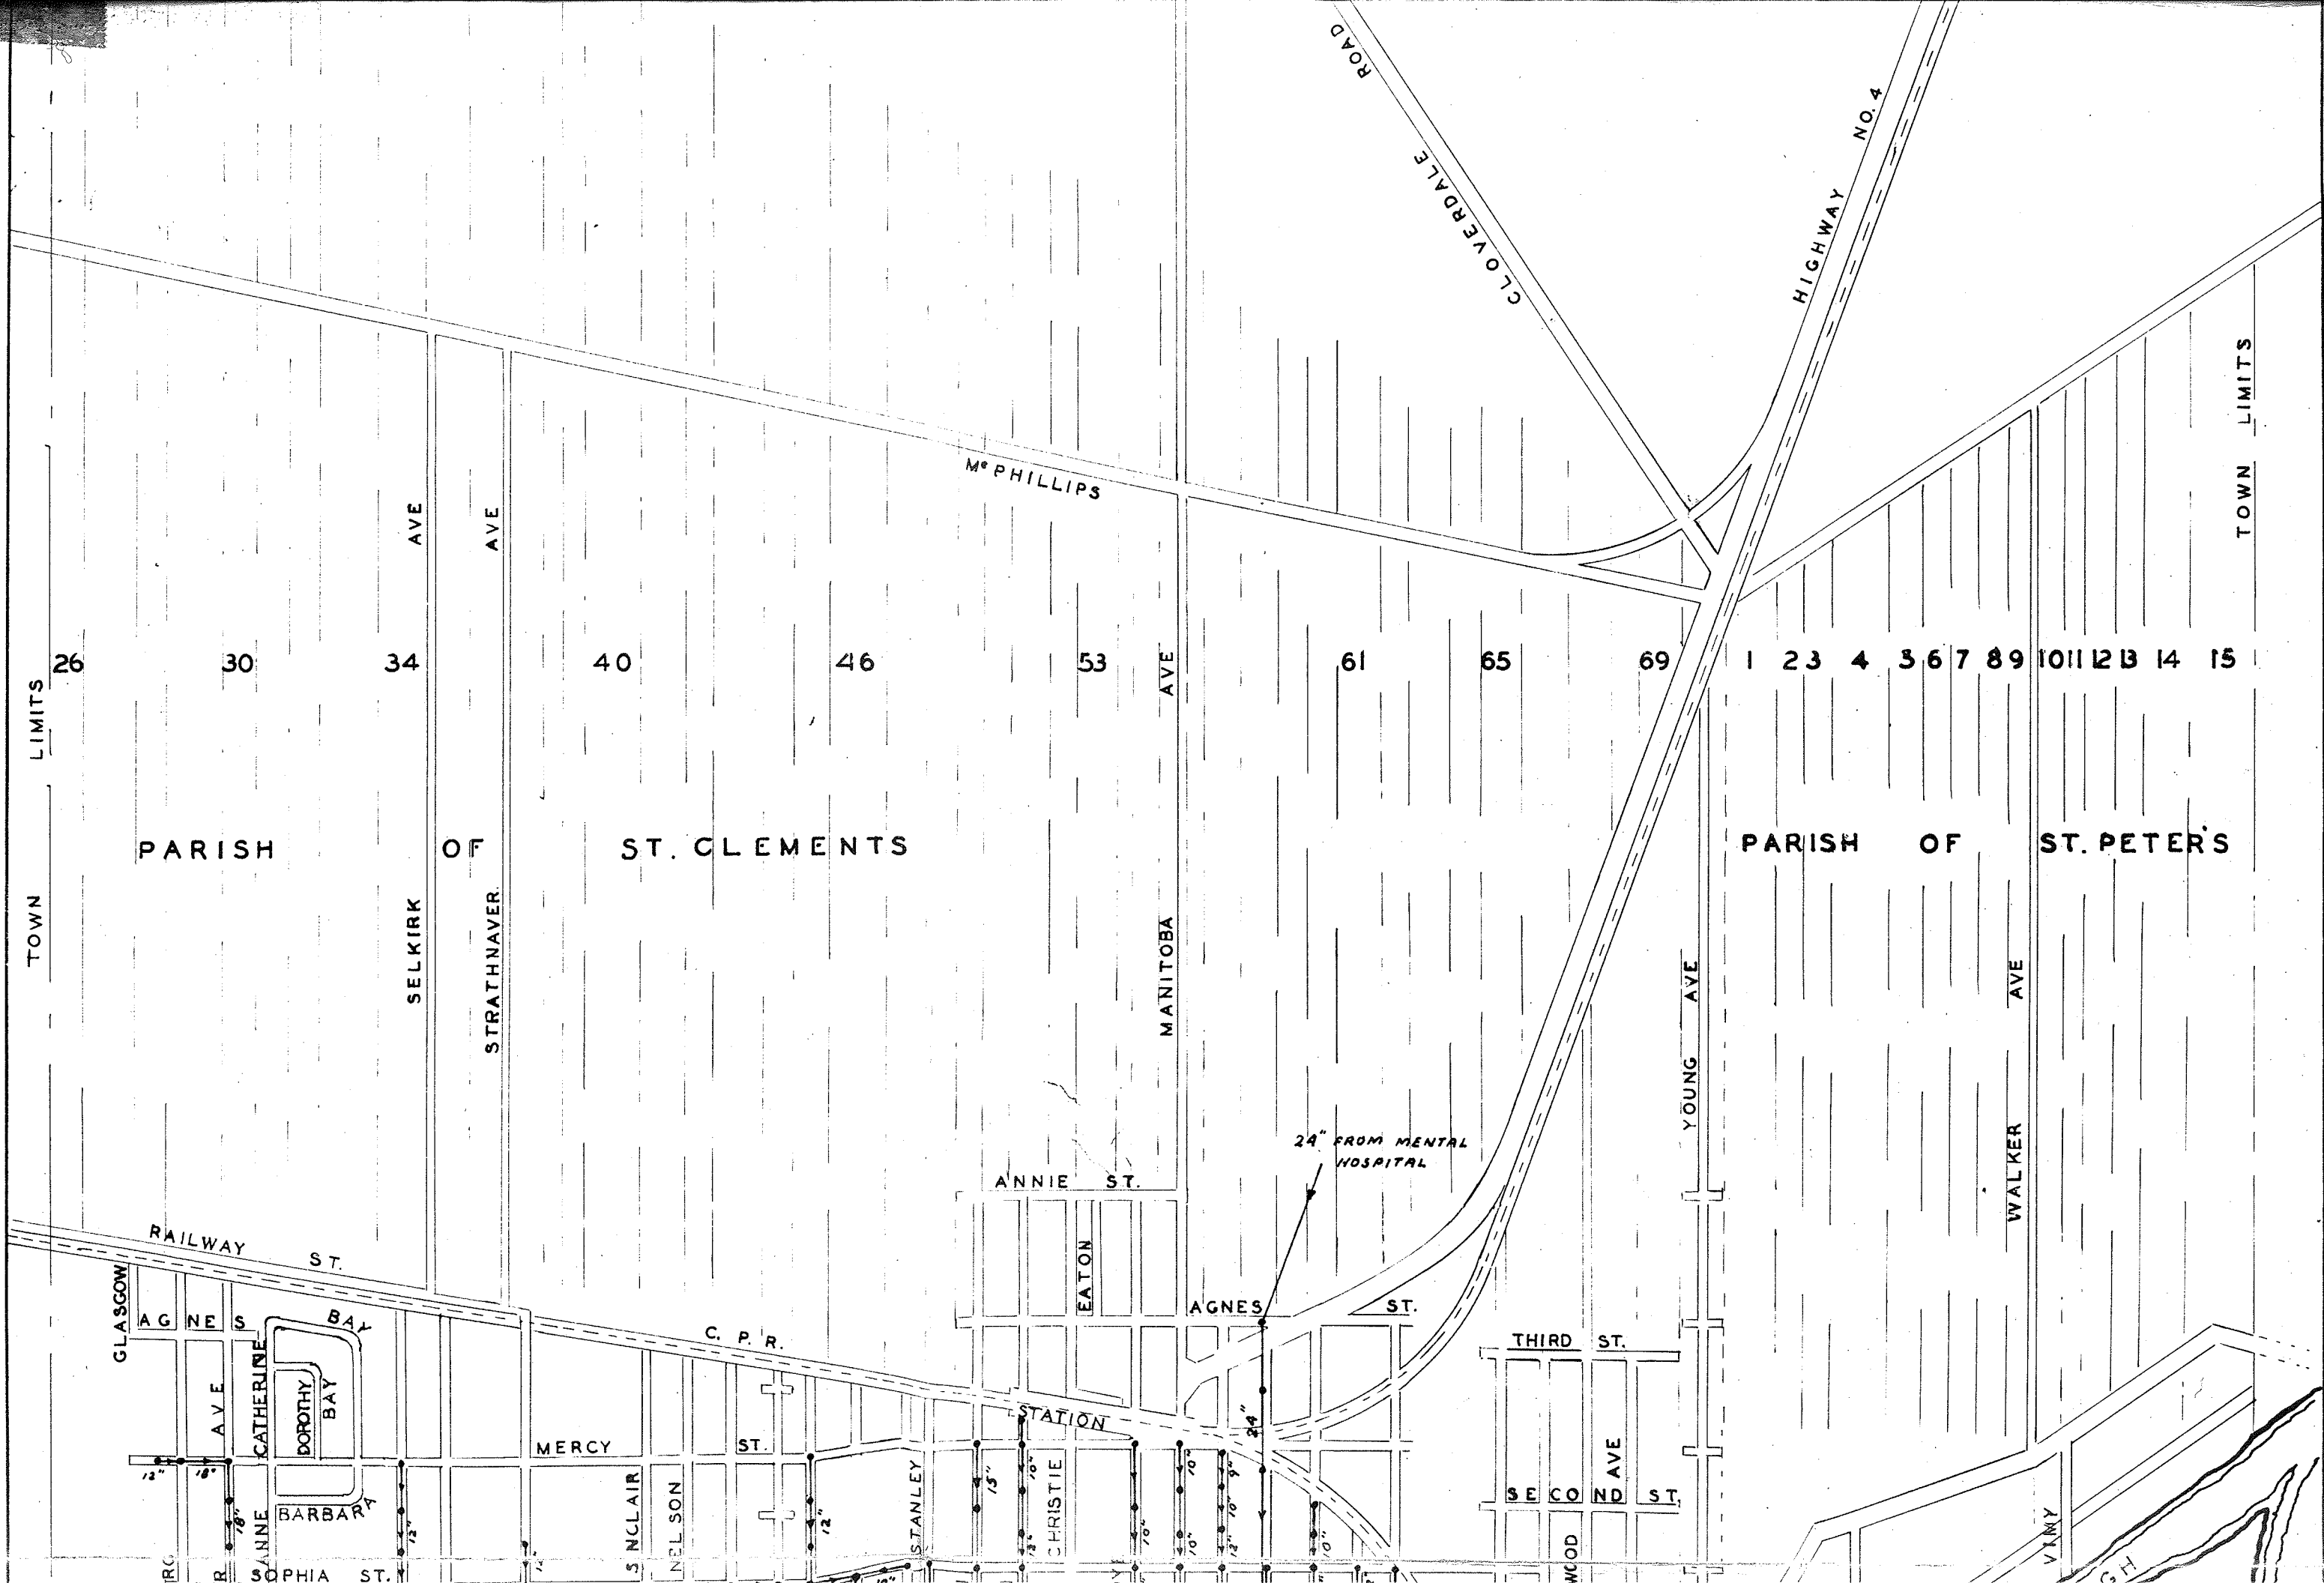 CLOVERDALE ROAD
HIGHWAY NO. 4
McPHILLIPS
AVE
AVE
TOWN LIMITS
TOWN LIMITS
26 30 34 40 46 53 AVE 61 65 69 1 2 3 4 5 6 7 8 9 10 11 12 13 14 15
PARISH OF ST. CLEMENTS
PARISH OF ST. PETER'S
SELKIRK
STRATHNAVER
MANITOBA
YOUNG AVE
WALKER AVE
24" FROM MENTAL
HOSPITAL
ANNIE ST.
RAILWAY ST.
EATON
GLASGOW
AGNES
BAY
C. P. R.
AGNES ST.
THIRD ST.
AVE
CATHERINE
DOROTHY
BAY
STATION
24"
MERCY ST.
12" 18"
18"
12"
12"
STANLEY
15"
10"
12"
CHRISTIE
10"
10"
10"
9"
10"
12"
10"
AVE
SECOND ST.
BARBARA
ANNE
NELSON
SOPHIA ST.
WOOD
VIMY
GH